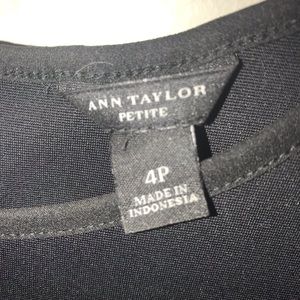 ANN TAYLOR
PETITE
4P
MADE IN
INDONESIA